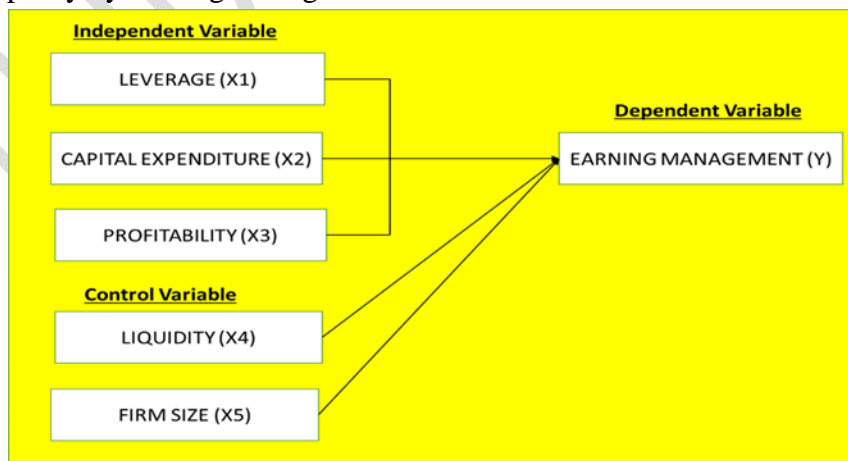 Independent Variable
LEVERAGE (X1)
Dependent Variable
CAPITAL EXPENDITURE (X2)
EARNING MANAGEMENT (Y)
PROFITABILITY (X3)
Control Variable
LIQUIDITY (X4)
FIRM SIZE (X5)